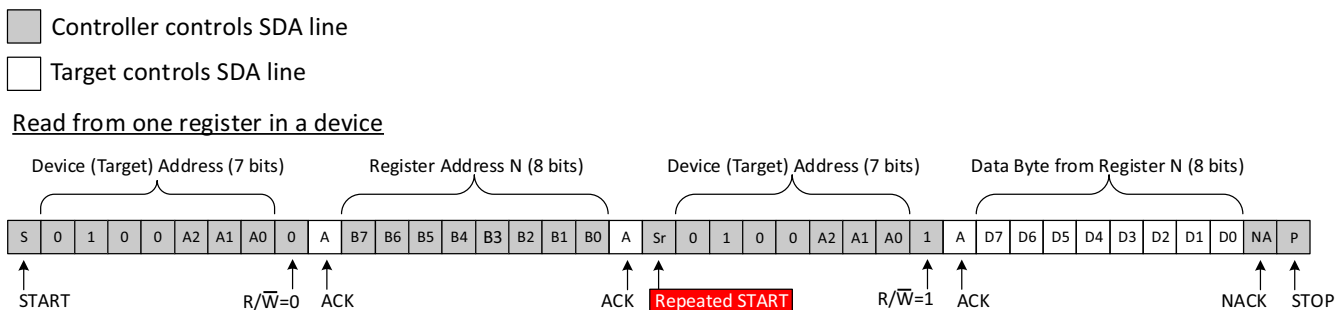 Controller controls SDA line
Target controls SDA line
Read from one register in a device
Device (Target) Address (7 bits) Register Address N (8 bits) Device (Target) Address (7 bits) Data Byte from Register N (8 bits)
S 0 1 0 0 A2 A1 A0 0 A B7 B6 B5 B4 B3 B2 B1 B0 A Sr 0 1 0 0 A2 A1 A0 1 A D7 D6 D5 D4 D3 D2 D1 D0 NA P
START R/W̅=0 ACK ACK Repeated START R/W̅=1 ACK NACK STOP